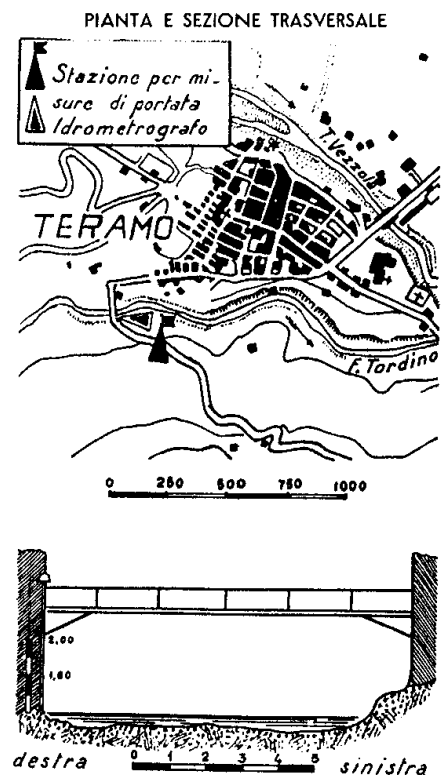 PIANTA E SEZIONE TRASVERSALE
Stazione per mi-
sure di portata
Idrometrografo
T. Vezzola
TERAMO
F. Tordino
0 250 500 750 1000
2,00
1,00
destra 0 1 2 3 4 5 sinistra